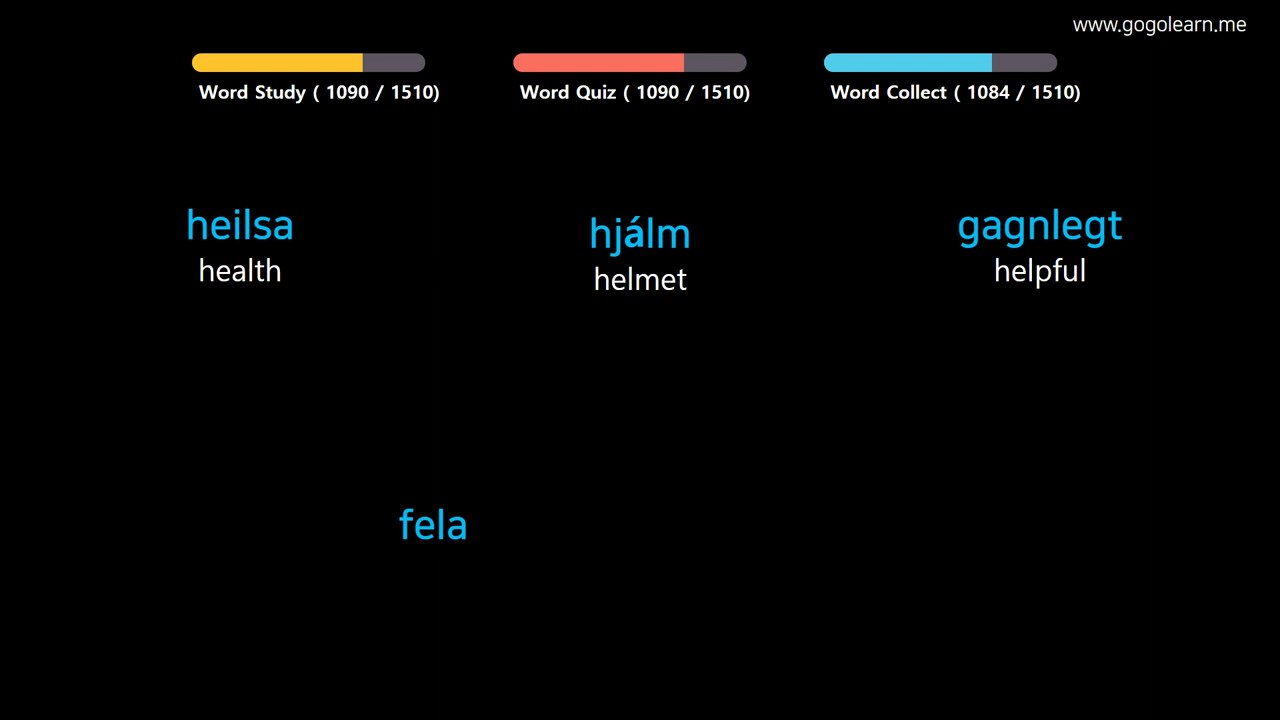 www.gogolearn.me
Word Study ( 1090 / 1510)
Word Quiz ( 1090 / 1510)
Word Collect ( 1084 / 1510)
heilsa
health
hjálm
helmet
gagnlegt
helpful
fela